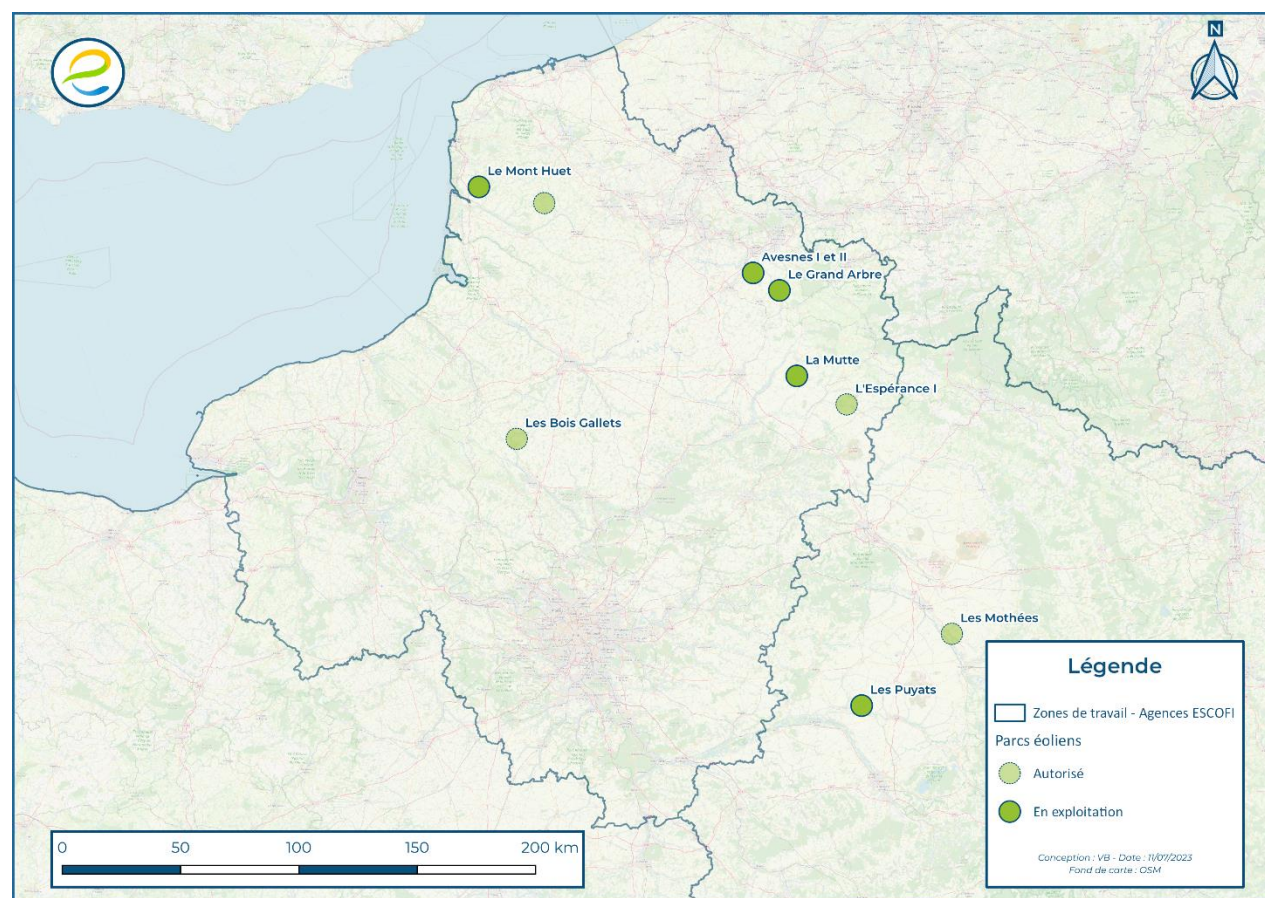 N
Le Mont Huet
Avesnes I et II
Le Grand Arbre
La Mutte
L'Espérance I
Les Bois Gallets
Les Mothées
Les Puyats
Légende
Zones de travail - Agences ESCOFI
Parcs éoliens
Autorisé
En exploitation
Conception : VB - Date : 11/07/2023
Fond de carte : OSM
0 50 100 150 200 km